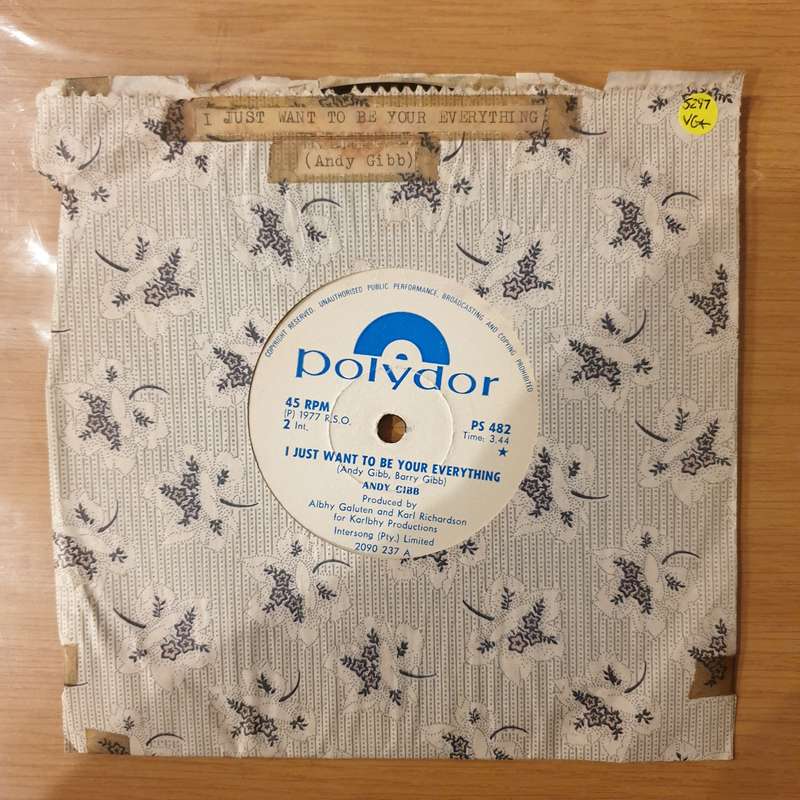 I JUST WANT TO BE YOUR EVERYTHING
(Andy Gibb)
5247
VG+
COPYRIGHT RESERVED, UNAUTHORISED PUBLIC PERFORMANCE, BROADCASTING AND COPYING PROHIBITED
polydor
45 RPM
(P) 1977 R.S.O.
2 Int.
PS 482
Time: 3.44
★
I JUST WANT TO BE YOUR EVERYTHING
(Andy Gibb, Barry Gibb)
ANDY GIBB
Produced by
Albhy Galuten and Karl Richardson
for Karlbhy Productions
Intersong (Pty.) Limited
2090 237 A